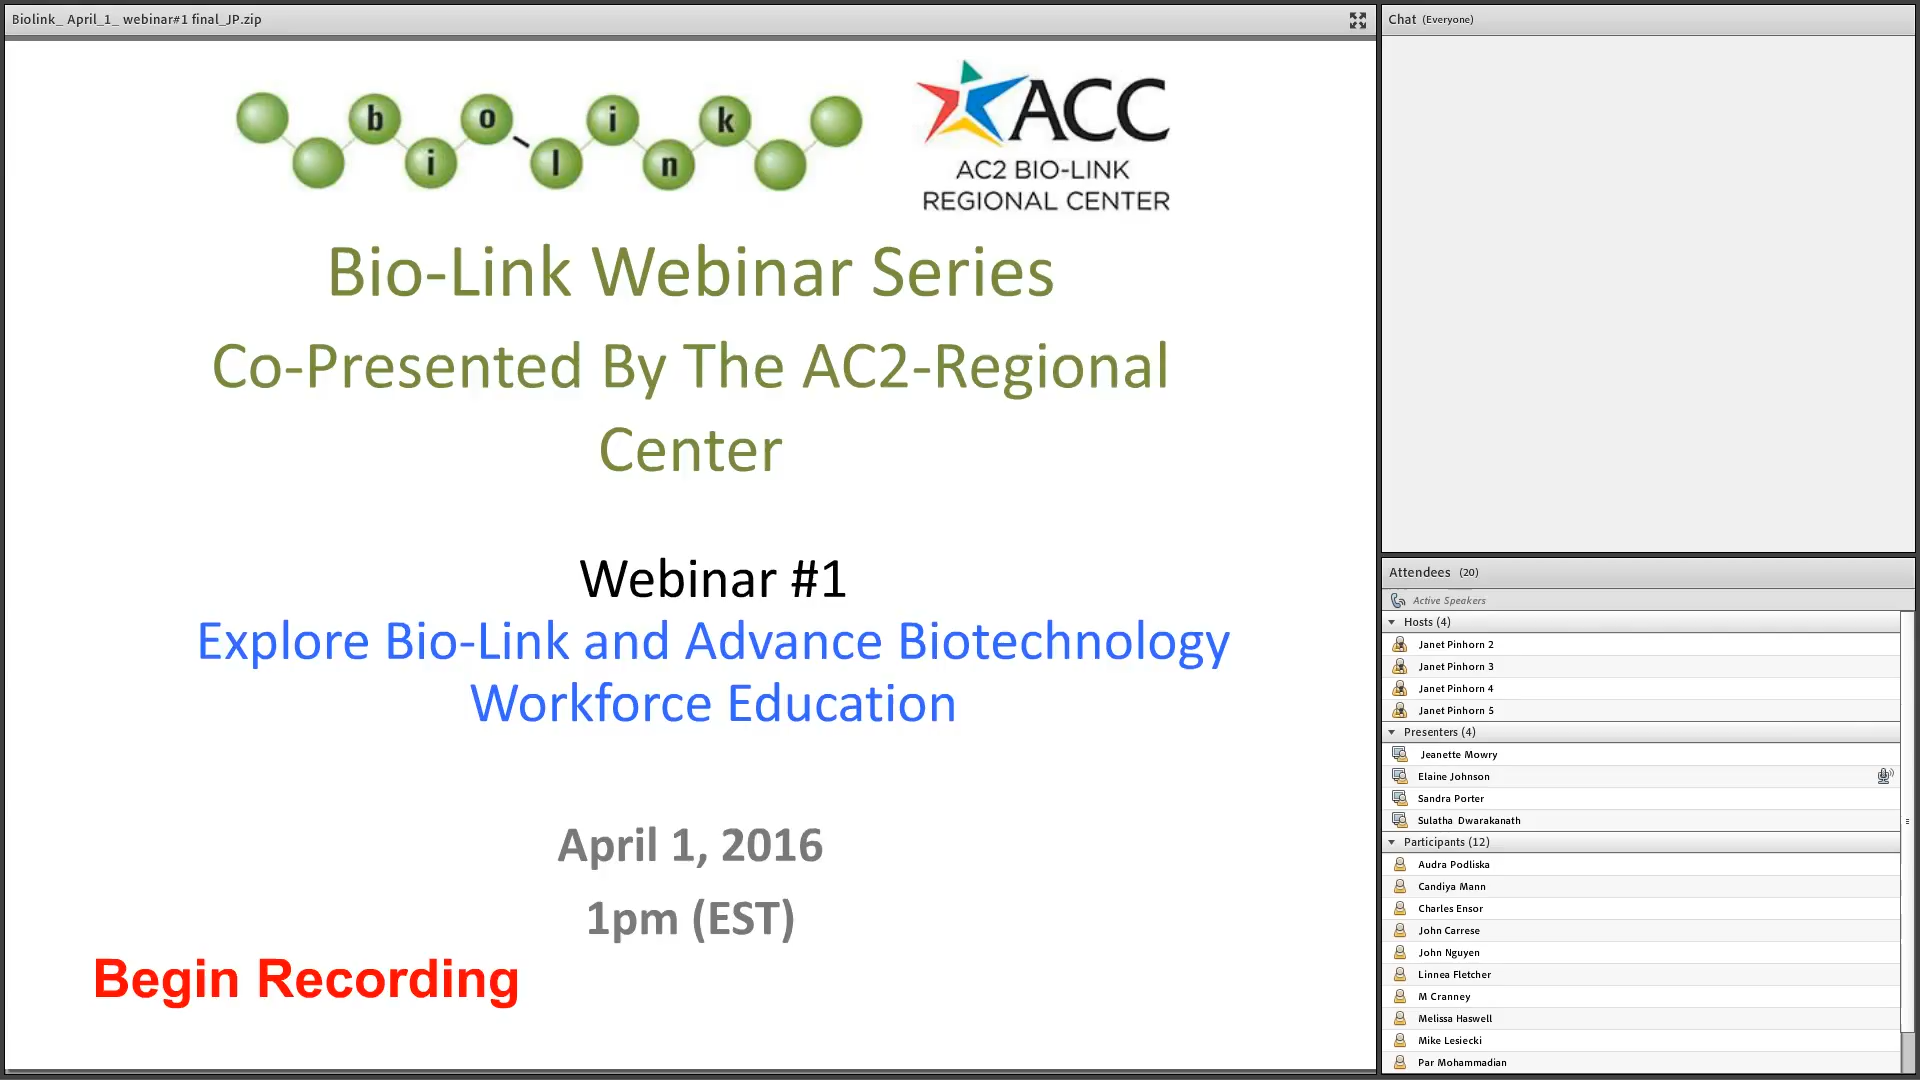 Biolink_ April_1_ webinar#1 final_JP.zip
b i o l i n k
ACC
AC2 BIO-LINK
REGIONAL CENTER
Bio-Link Webinar Series
Co-Presented By The AC2-Regional
Center
Webinar #1
Explore Bio-Link and Advance Biotechnology
Workforce Education
April 1, 2016
1pm (EST)
Begin Recording
Chat (Everyone)
Attendees (20)
Active Speakers
Hosts (4)
Janet Pinhorn 2
Janet Pinhorn 3
Janet Pinhorn 4
Janet Pinhorn 5
Presenters (4)
Jeanette Mowry
Elaine Johnson
Sandra Porter
Sulatha Dwarakanath
Participants (12)
Audra Podliska
Candiya Mann
Charles Ensor
John Carrese
John Nguyen
Linnea Fletcher
M Cranney
Melissa Haswell
Mike Lesiecki
Par Mohammadian